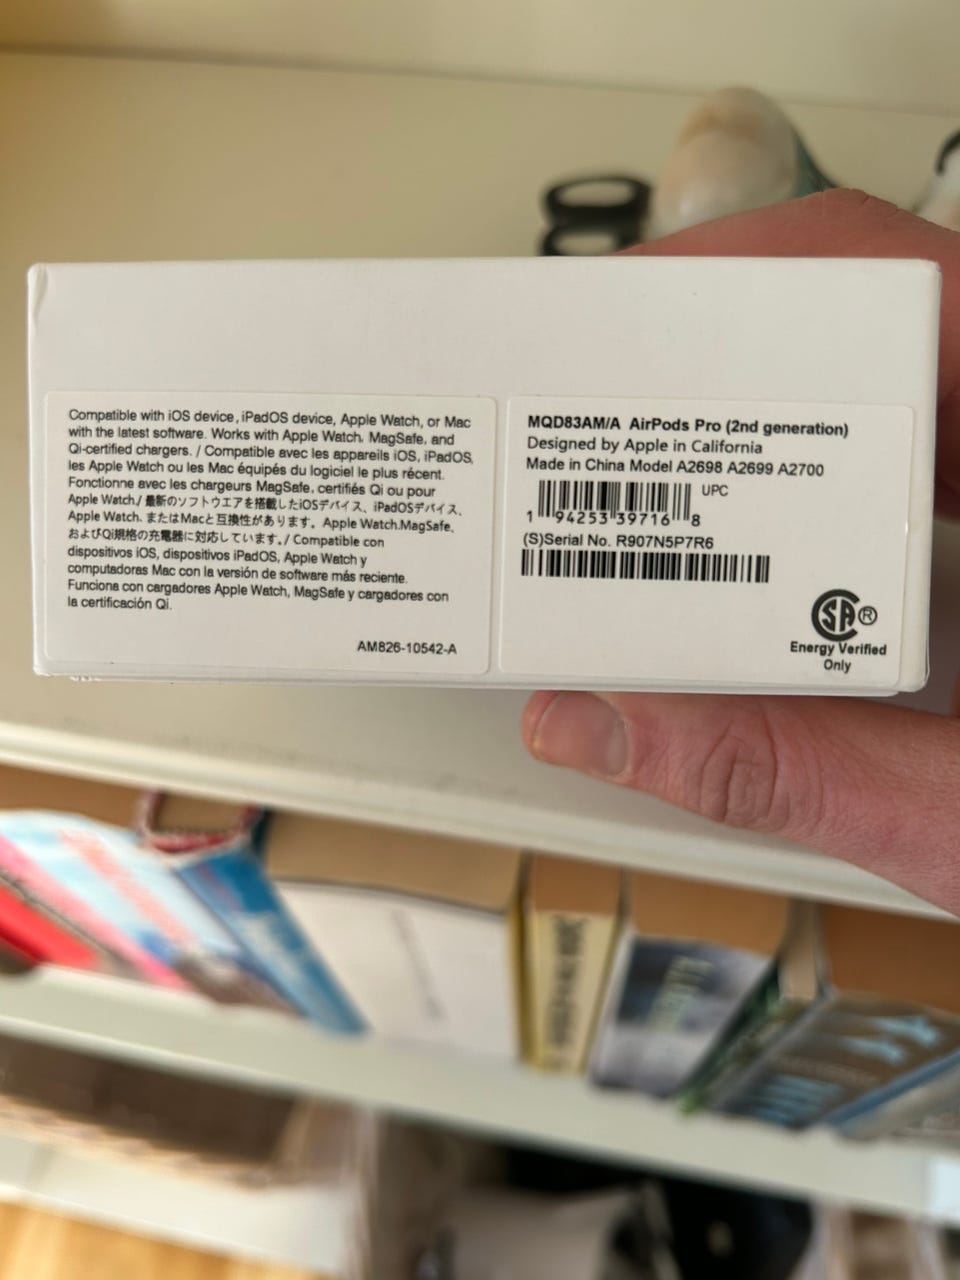 Compatible with iOS device, iPadOS device, Apple Watch, or Mac
with the latest software. Works with Apple Watch, MagSafe, and
Qi-certified chargers. / Compatible avec les appareils iOS, iPadOS,
les Apple Watch ou les Mac équipés du logiciel le plus récent.
Fonctionne avec les chargeurs MagSafe, certifiés Qi ou pour
Apple Watch./ 最新のソフトウエアを搭載したiOSデバイス、iPadOSデバイス、
Apple Watch、またはMacと互換性があります。Apple Watch.MagSafe、
およびQi規格の充電器に対応しています。/ Compatible con
dispositivos iOS, dispositivos iPadOS, Apple Watch y
computadoras Mac con la versión de software más reciente.
Funciona con cargadores Apple Watch, MagSafe y cargadores con
la certificación Qi.
AM826-10542-A
MQD83AM/A AirPods Pro (2nd generation)
Designed by Apple in California
Made in China Model A2698 A2699 A2700
UPC
1 94253 39716 8
(S)Serial No. R907N5P7R6
SA ®
Energy Verified
Only